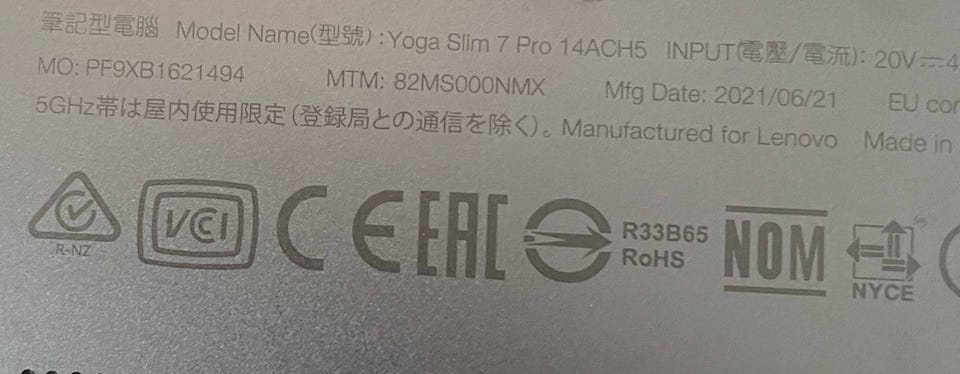 筆記型電腦 Model Name(型號) :Yoga Slim 7 Pro 14ACH5 INPUT(電壓/電流): 20V⎓4
MO: PF9XB1621494 MTM: 82MS000NMX Mfg Date: 2021/06/21 EU cor
5GHz帯は屋内使用限定 (登録局との通信を除く)。Manufactured for Lenovo Made in
R-NZ
VCCI
CE
EAC
R33B65
RoHS
NOM
NYCE